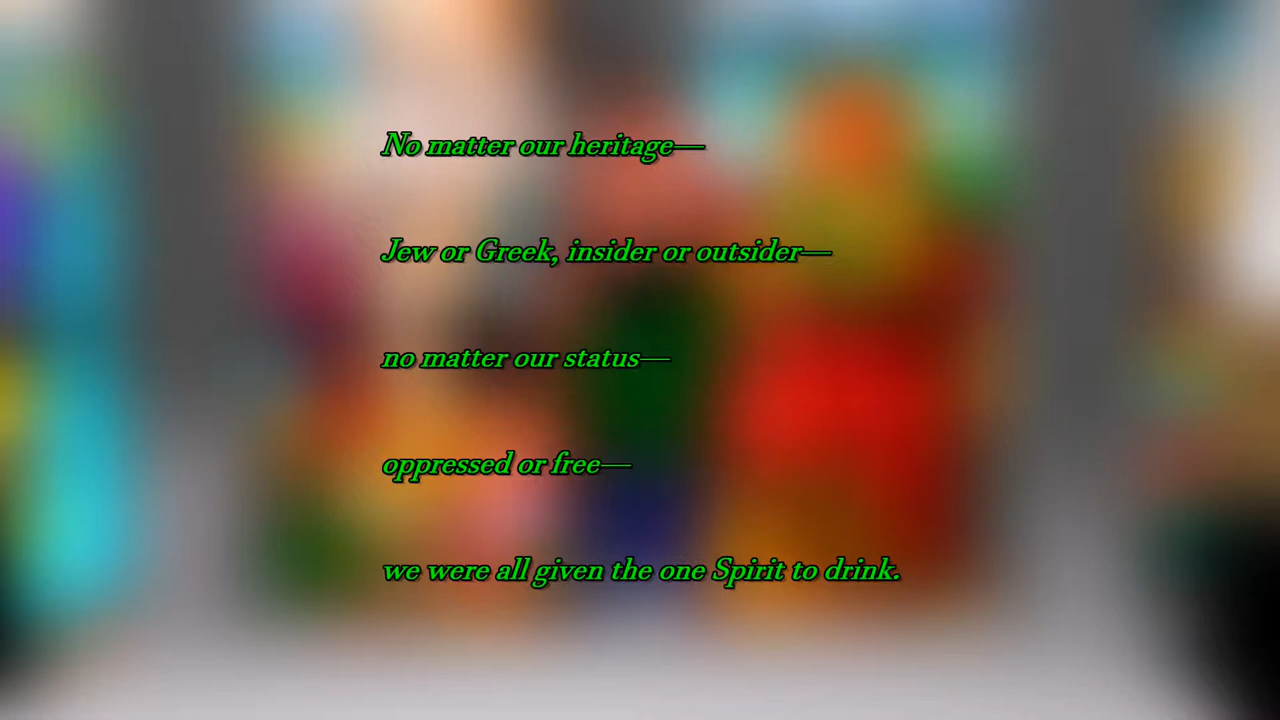 No matter our heritage—
Jew or Greek, insider or outsider—
no matter our status—
oppressed or free—
we were all given the one Spirit to drink.